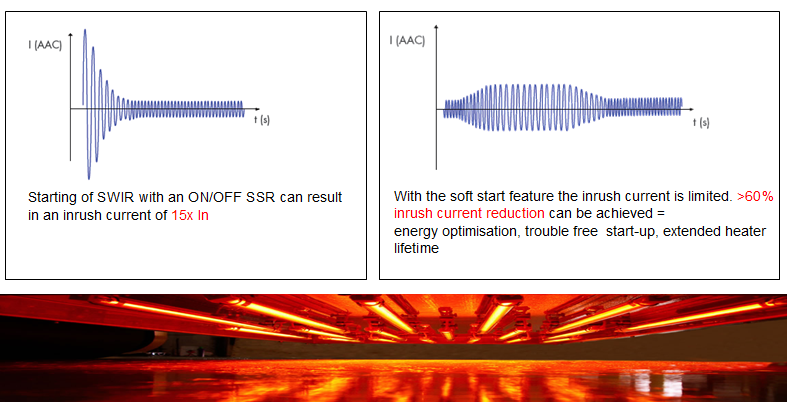 I (AAC)
t (s)
Starting of SWIR with an ON/OFF SSR can result
in an inrush current of 15x In
I (AAC)
t (s)
With the soft start feature the inrush current is limited. >60%
inrush current reduction can be achieved =
energy optimisation, trouble free start-up, extended heater
lifetime